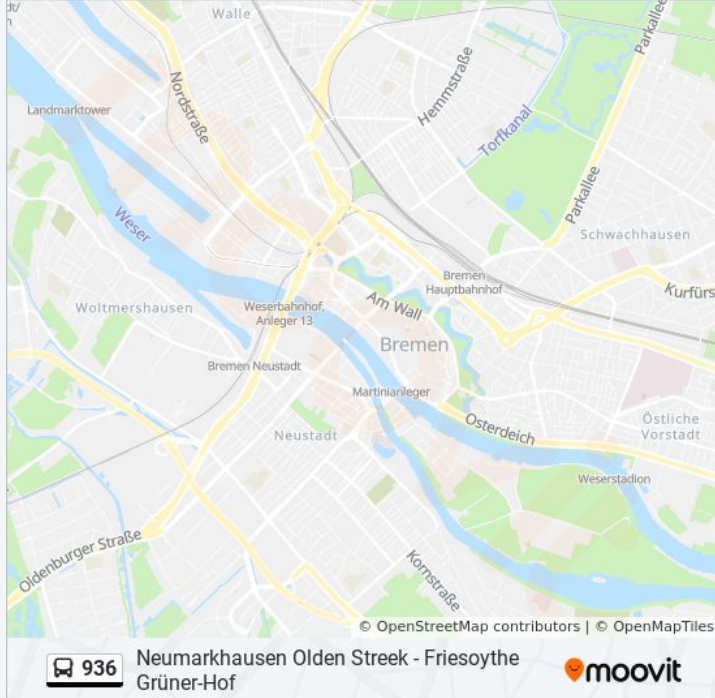 Walle
Parkallee
Hemmstraße
Nordstraße
Landmarktower
Torfkanal
Parkallee
Weser
Schwachhausen
Bremen
Hauptbahnhof
Kurfürs
Woltmershausen
Weserbahnhof,
Anleger 13
Am Wall
Bremen
Bremen Neustadt
Martinianleger
Neustadt
Osterdeich
Östliche
Vorstadt
Weserstadion
Oldenburger Straße
Kornstraße
© OpenStreetMap contributors | © OpenMapTiles
936
Neumarkhausen Olden Streek - Friesoythe
Grüner-Hof
moovit